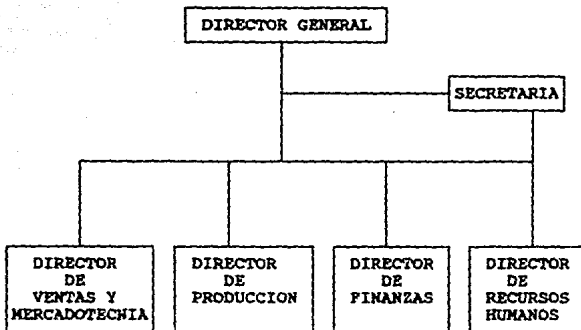 DIRECTOR GENERAL
SECRETARIA
DIRECTOR
DE
VENTAS Y
MERCADOTECNIA
DIRECTOR
DE
PRODUCCION
DIRECTOR
DE
FINANZAS
DIRECTOR
DE
RECURSOS
HUMANOS